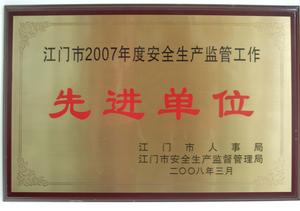 江门市2007年度安全生产监管工作
先进单位
江门市人事局
江门市安全生产监督管理局
二〇〇八年三月